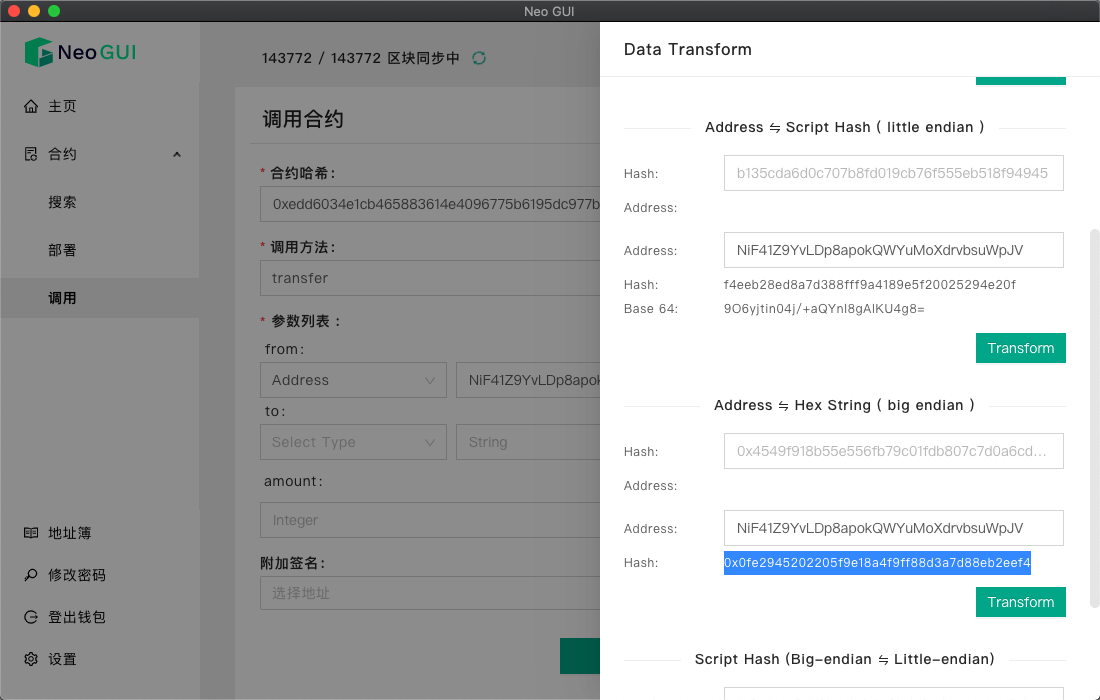 Neo GUI
Neo GUI
主页
合约
搜索
部署
调用
地址簿
修改密码
登出钱包
设置
143772 / 143772 区块同步中
调用合约
* 合约哈希:
0xedd6034e1cb465883614e4096775b6195dc977b
* 调用方法:
transfer
* 参数列表 :
from:
Address
NiF41Z9YvLDp8apok
to:
Select Type
String
amount:
Integer
附加签名:
选择地址
Data Transform
Address ⇋ Script Hash ( little endian )
Hash:
b135cda6d0c707b8fd019cb76f555eb518f94945
Address:
Address:
NiF41Z9YvLDp8apokQWYuMoXdrvbsuWpJV
Hash:
f4eeb28ed8a7d388fff9a4189e5f20025294e20f
Base 64:
9O6yjtin04j/+aQYnl8gAlKU4g8=
Transform
Address ⇋ Hex String ( big endian )
Hash:
0x4549f918b55e556fb79c01fdb807c7d0a6cd...
Address:
Address:
NiF41Z9YvLDp8apokQWYuMoXdrvbsuWpJV
Hash:
0x0fe2945202205f9e18a4f9ff88d3a7d88eb2eef4
Transform
Script Hash (Big-endian ⇋ Little-endian)